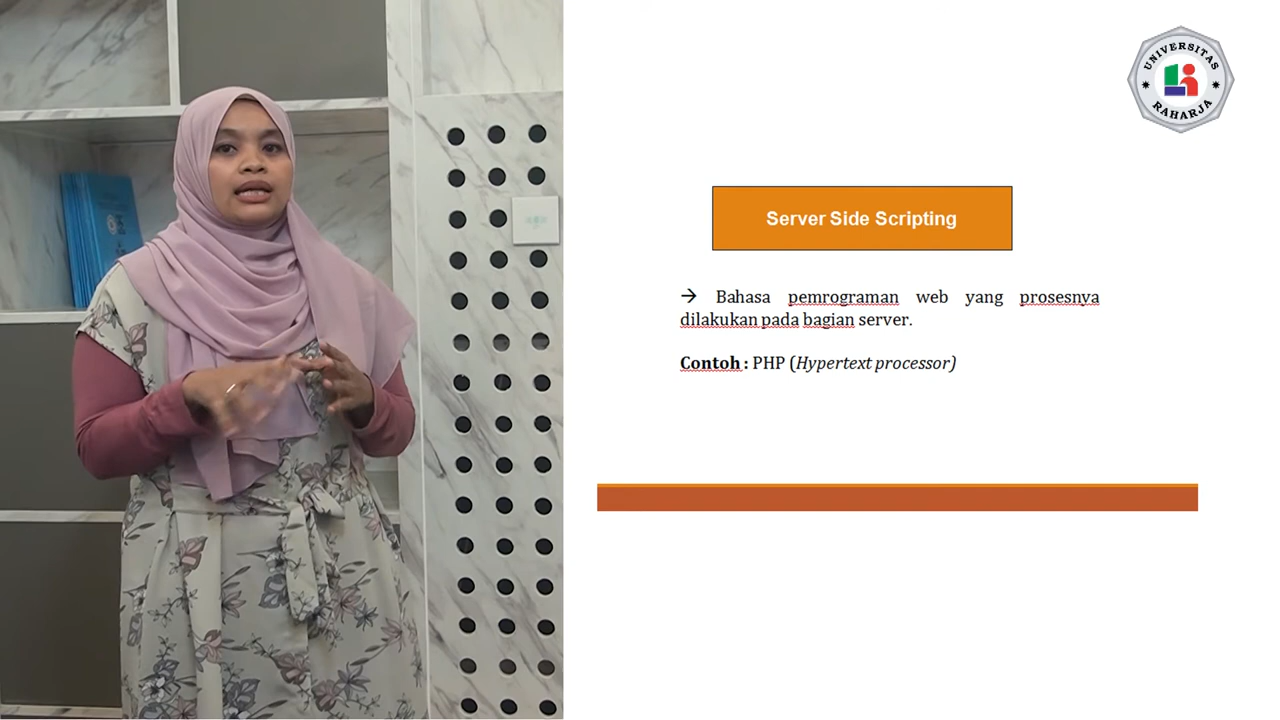 UNIVERSITAS
RAHARJA
Server Side Scripting
→ Bahasa pemrograman web yang prosesnya
dilakukan pada bagian server.
Contoh : PHP (Hypertext processor)